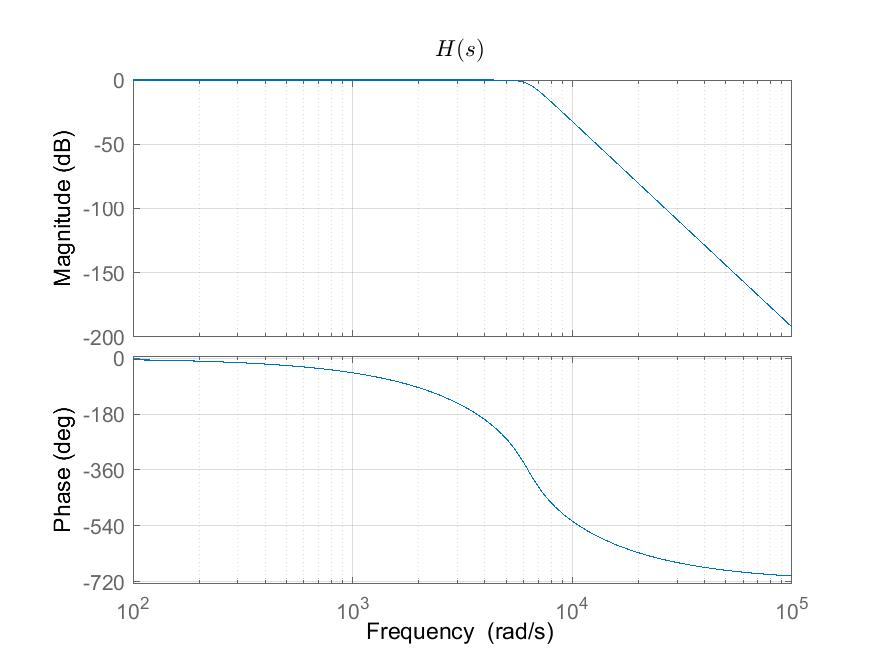 H(s)
Magnitude (dB)
0
-50
-100
-150
-200
Phase (deg)
0
-180
-360
-540
-720
10² 10³ 10⁴ 10⁵
Frequency (rad/s)